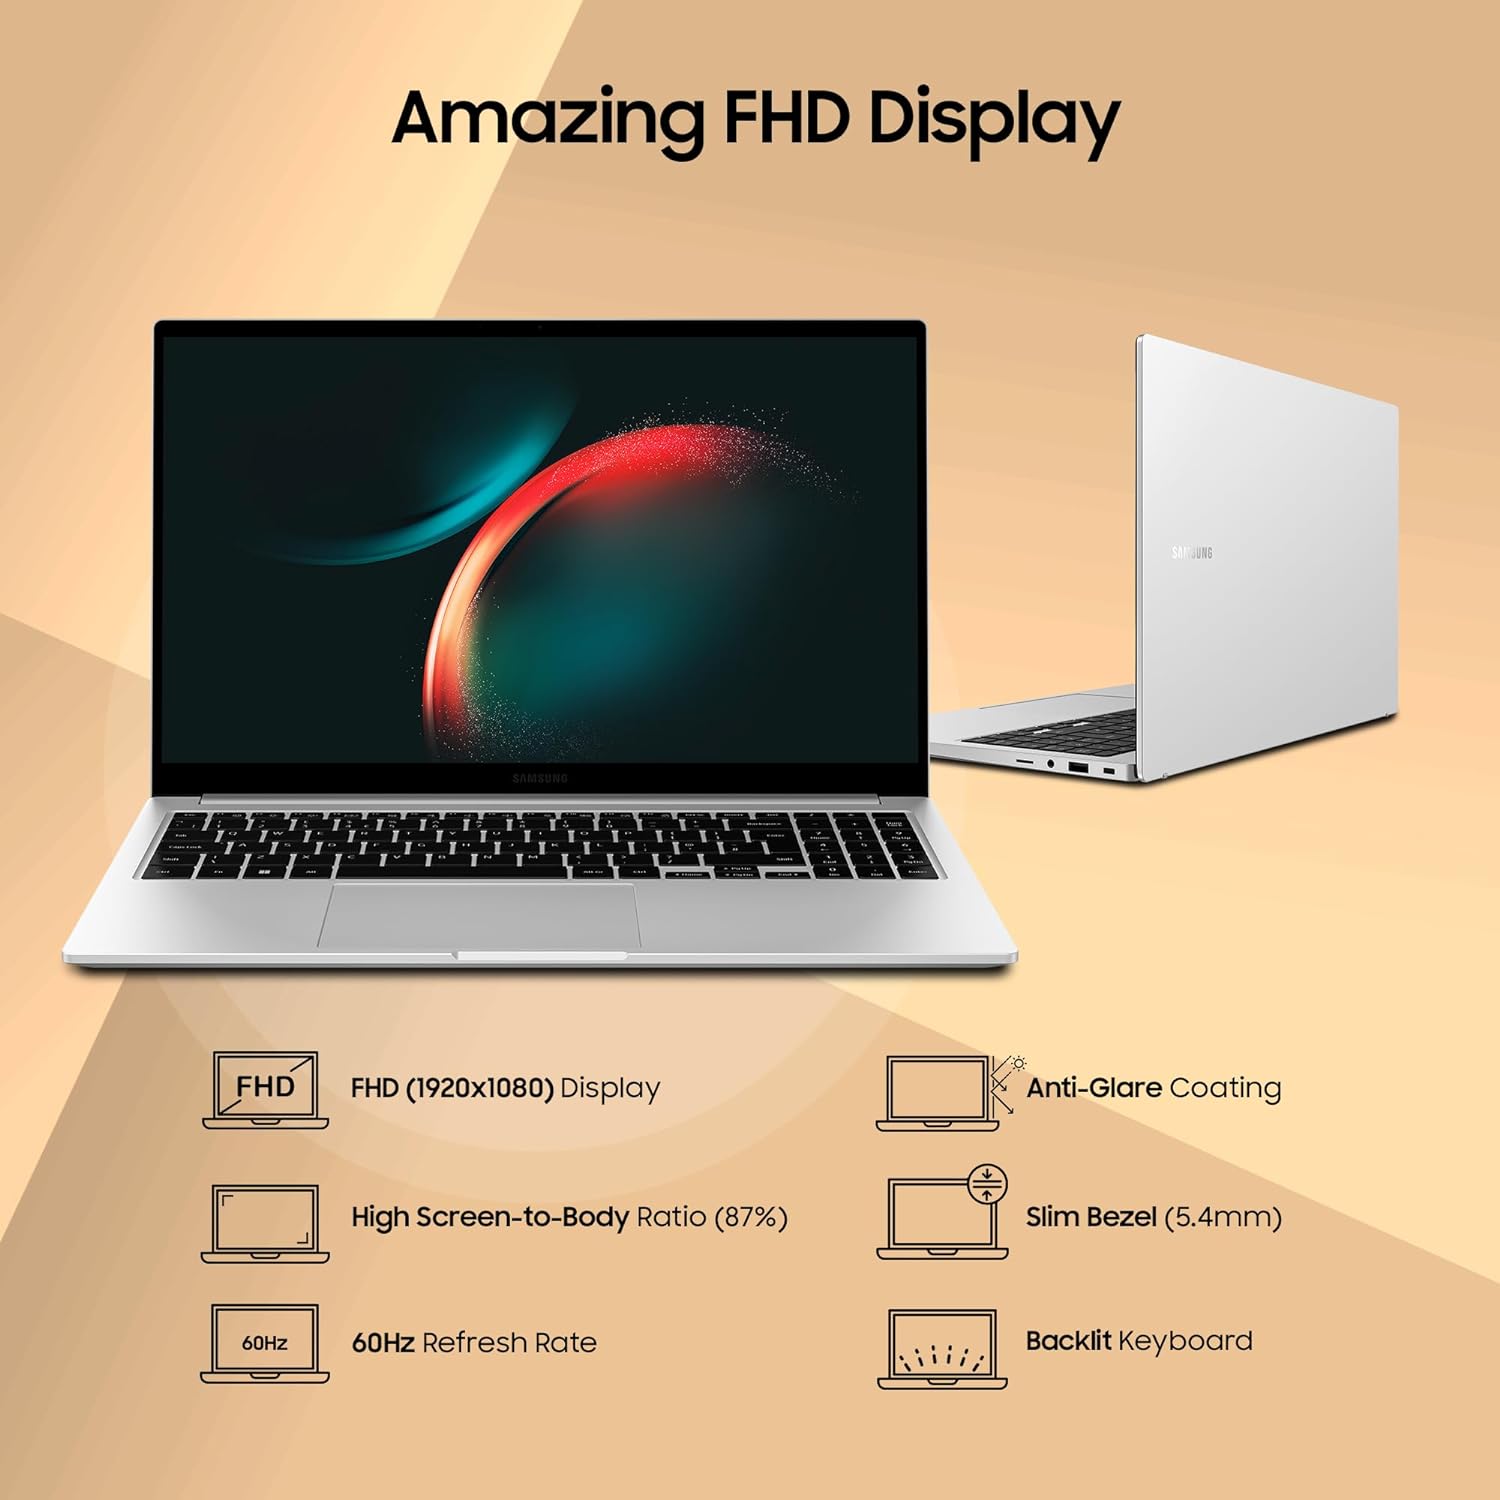 Amazing FHD Display
SAMSUNG
SAMSUNG
FHD
FHD (1920x1080) Display
Anti-Glare Coating
High Screen-to-Body Ratio (87%)
Slim Bezel (5.4mm)
60Hz
60Hz Refresh Rate
Backlit Keyboard